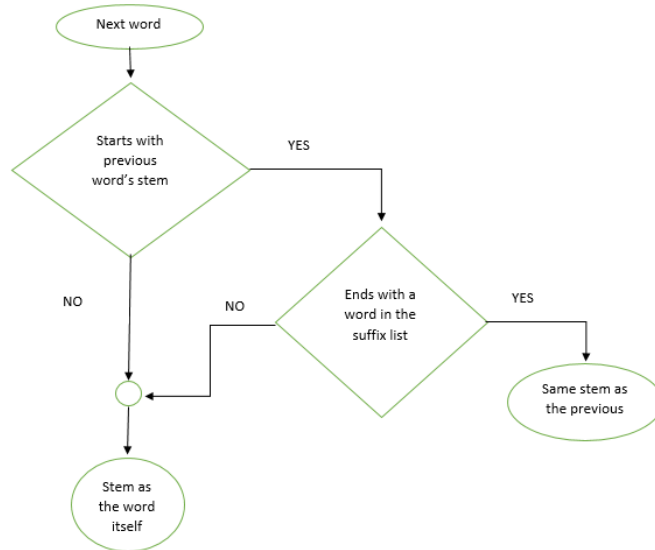 Next word
Starts with
previous
word's stem
YES
NO
Ends with a
word in the
suffix list
NO
YES
Same stem as
the previous
Stem as
the word
itself